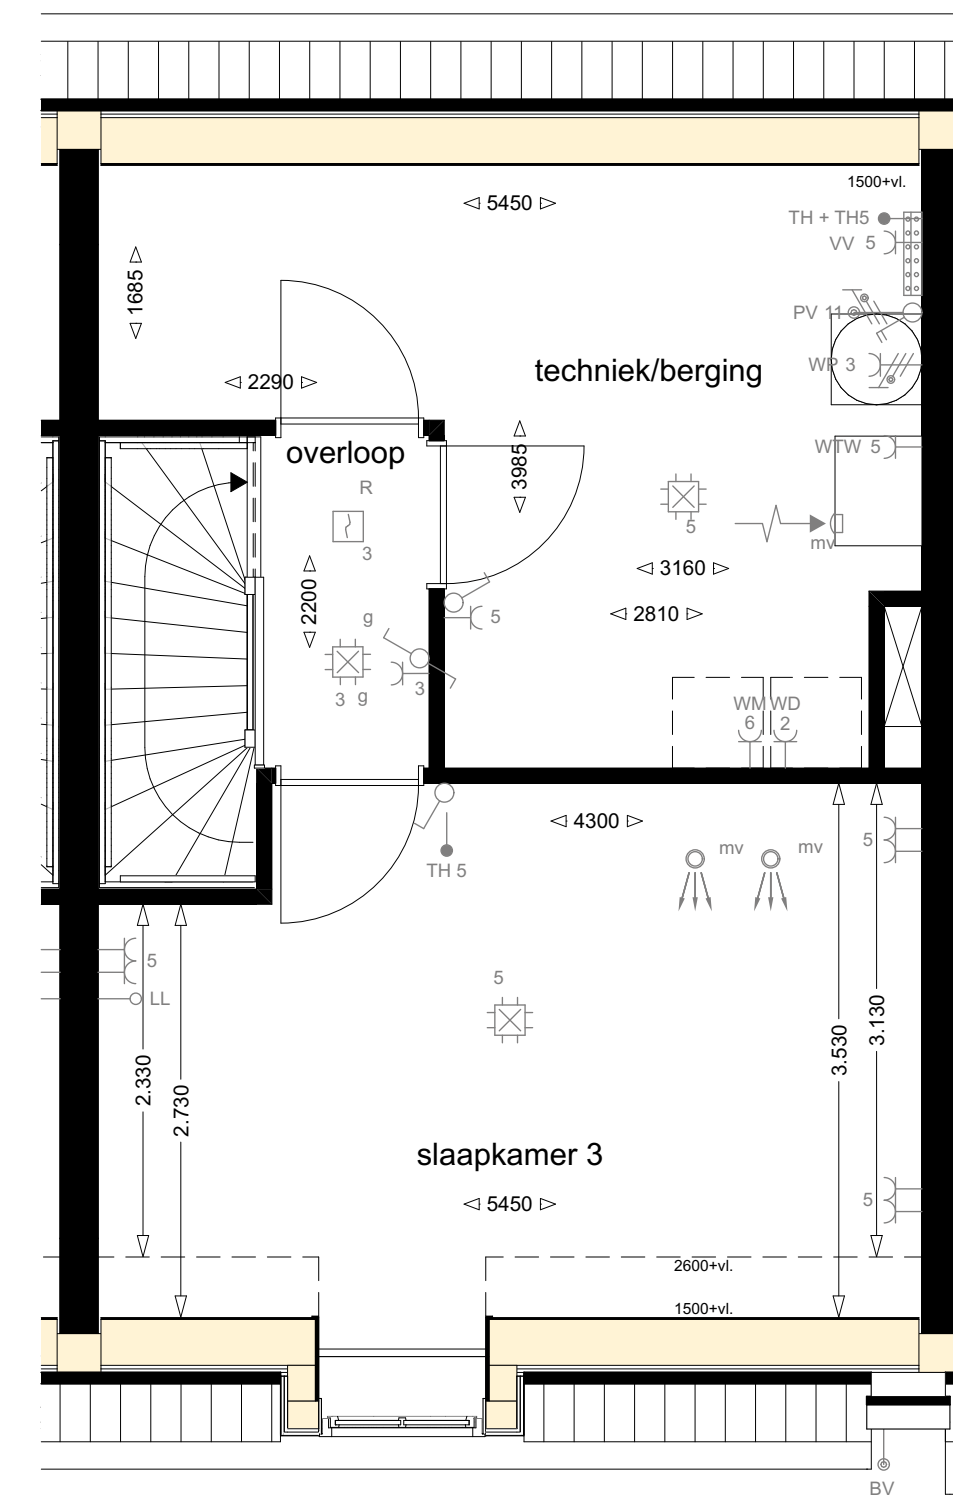 1500+vl.
5450
TH + TH5
VV 5
1685
PV 11
WP 3
techniek/berging
2290
overloop
WTW 5
3985
R
5
mv
3
3160
2200
2810
g
5
3
3 g
WM WD
6 2
4300
mv mv
5
TH 5
5
LL
5
3.130
3.530
2.330
2.730
slaapkamer 3
5450
5
2600+vl.
1500+vl.
BV